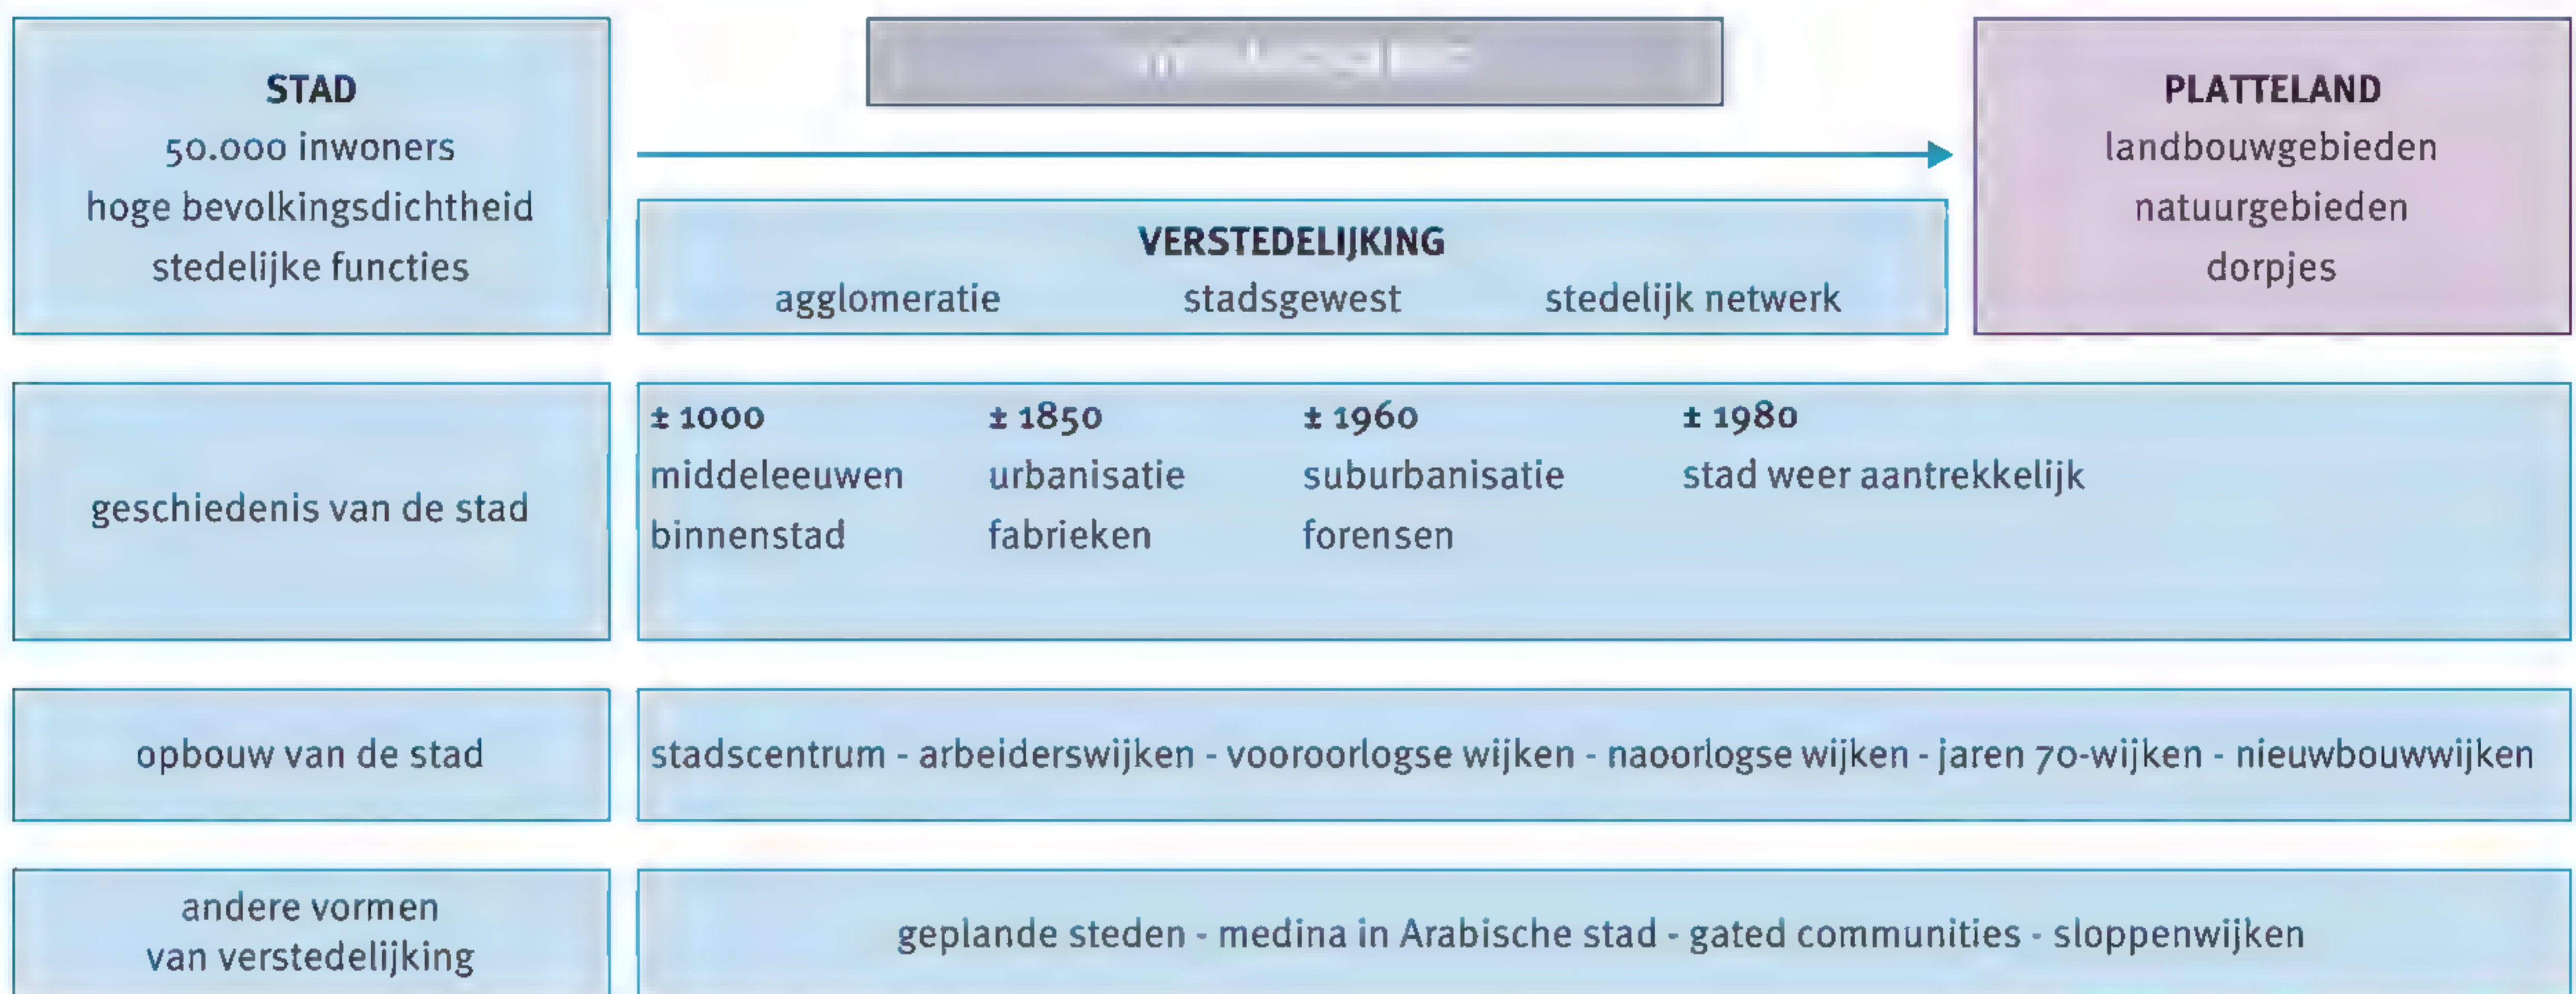 STAD
50.000 inwoners
hoge bevolkingsdichtheid
stedelijke functies
VERSTEDELIJKING
agglomeratie stadsgewest stedelijk netwerk
PLATTELAND
landbouwgebieden
natuurgebieden
dorpjes
geschiedenis van de stad
± 1000 ± 1850 ± 1960 ± 1980
middeleeuwen urbanisatie suburbanisatie stad weer aantrekkelijk
binnenstad fabrieken forensen
opbouw van de stad
stadscentrum - arbeiderswijken - vooroorlogse wijken - naoorlogse wijken - jaren 70-wijken - nieuwbouwwijken
andere vormen
van verstedelijking
geplande steden - medina in Arabische stad - gated communities - sloppenwijken